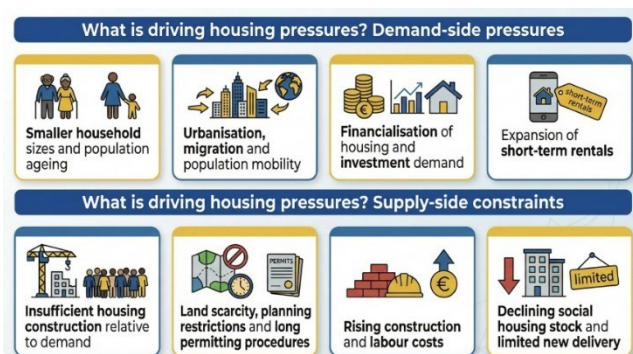 What is driving housing pressures? Demand-side pressures
short-term
rentals
Smaller household
sizes and population
ageing
Urbanisation,
migration and
population mobility
Financialisation of
housing and
investment demand
Expansion of
short-term rentals
What is driving housing pressures? Supply-side constraints
PERMITS
limited
Insufficient housing
construction relative
to demand
Land scarcity, planning
restrictions and long
permitting procedures
Rising construction
and labour costs
Declining social
housing stock and
limited new delivery